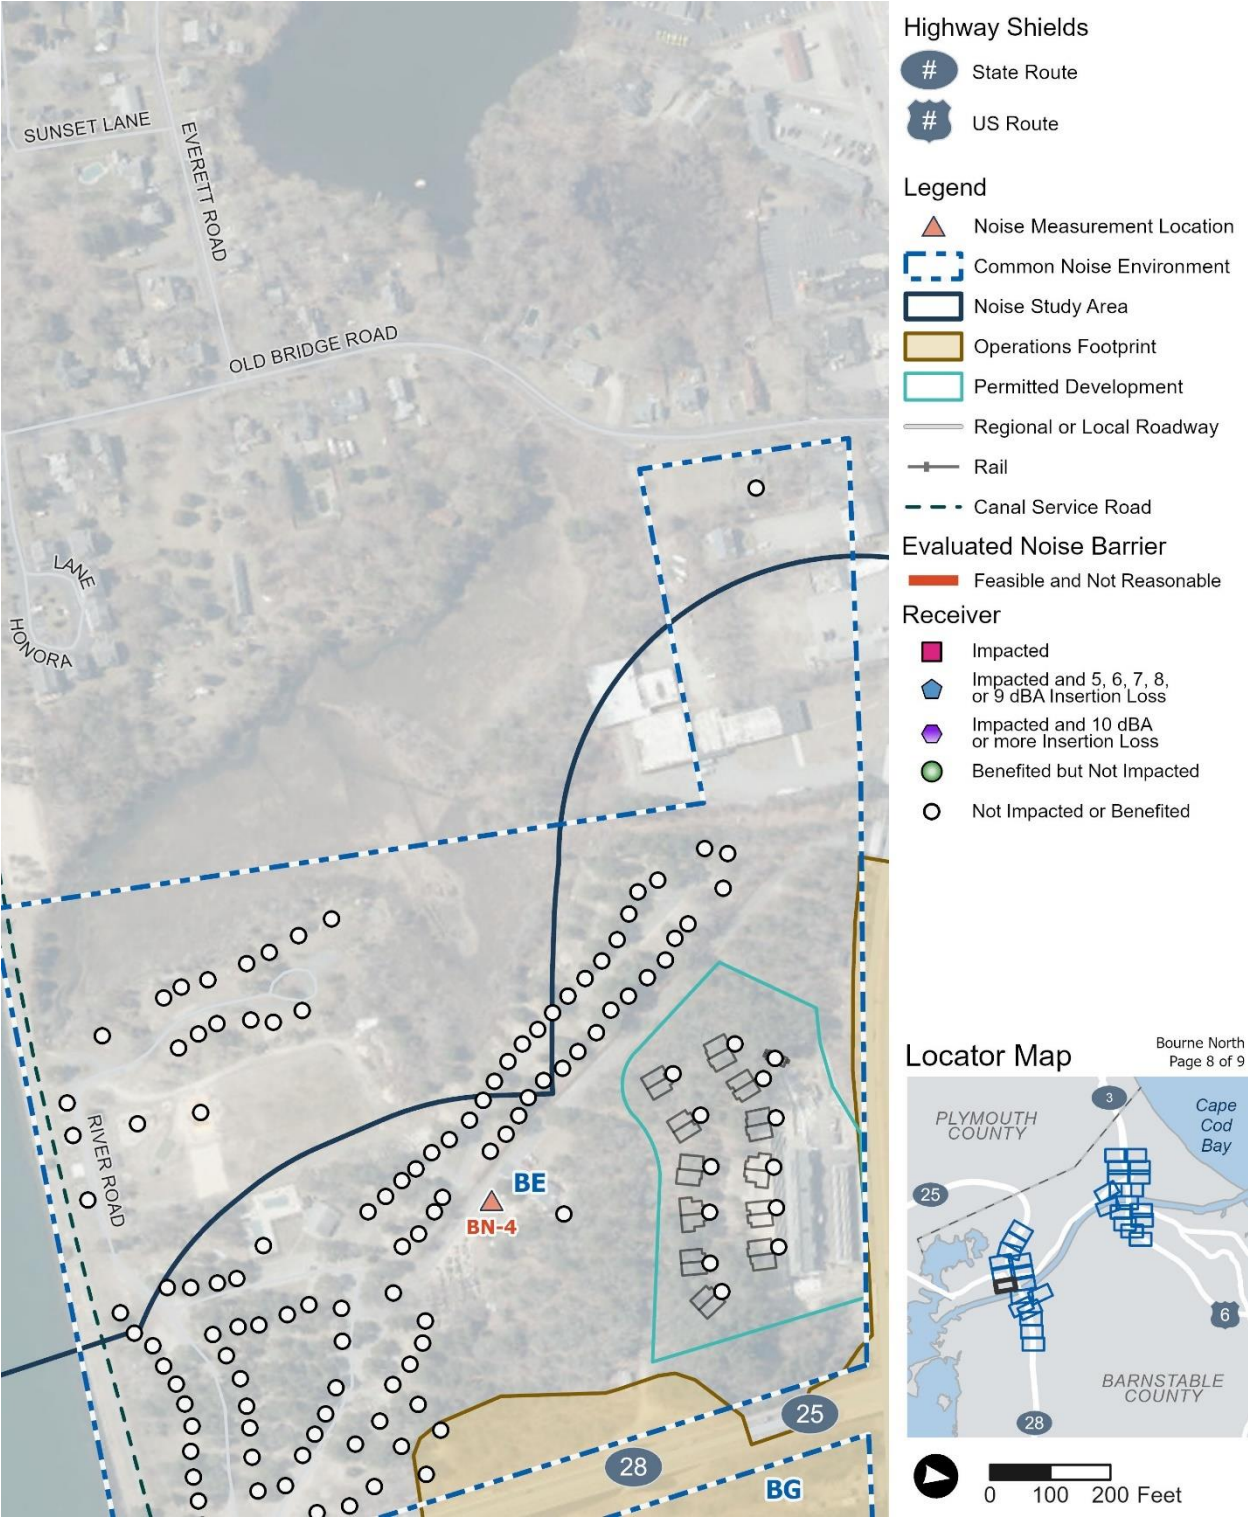 SUNSET LANE
EVERETT ROAD
OLD BRIDGE ROAD
HONORA
LANE
RIVER ROAD
BE
BN-4
25
28
BG
Highway Shields
# State Route
# US Route
Legend
Noise Measurement Location
Common Noise Environment
Noise Study Area
Operations Footprint
Permitted Development
Regional or Local Roadway
Rail
Canal Service Road
Evaluated Noise Barrier
Feasible and Not Reasonable
Receiver
Impacted
Impacted and 5, 6, 7, 8,
or 9 dBA Insertion Loss
Impacted and 10 dBA
or more Insertion Loss
Benefited but Not Impacted
Not Impacted or Benefited
Locator Map
Bourne North
Page 8 of 9
3
PLYMOUTH
COUNTY
Cape
Cod
Bay
25
6
BARNSTABLE
COUNTY
28
0 100 200 Feet